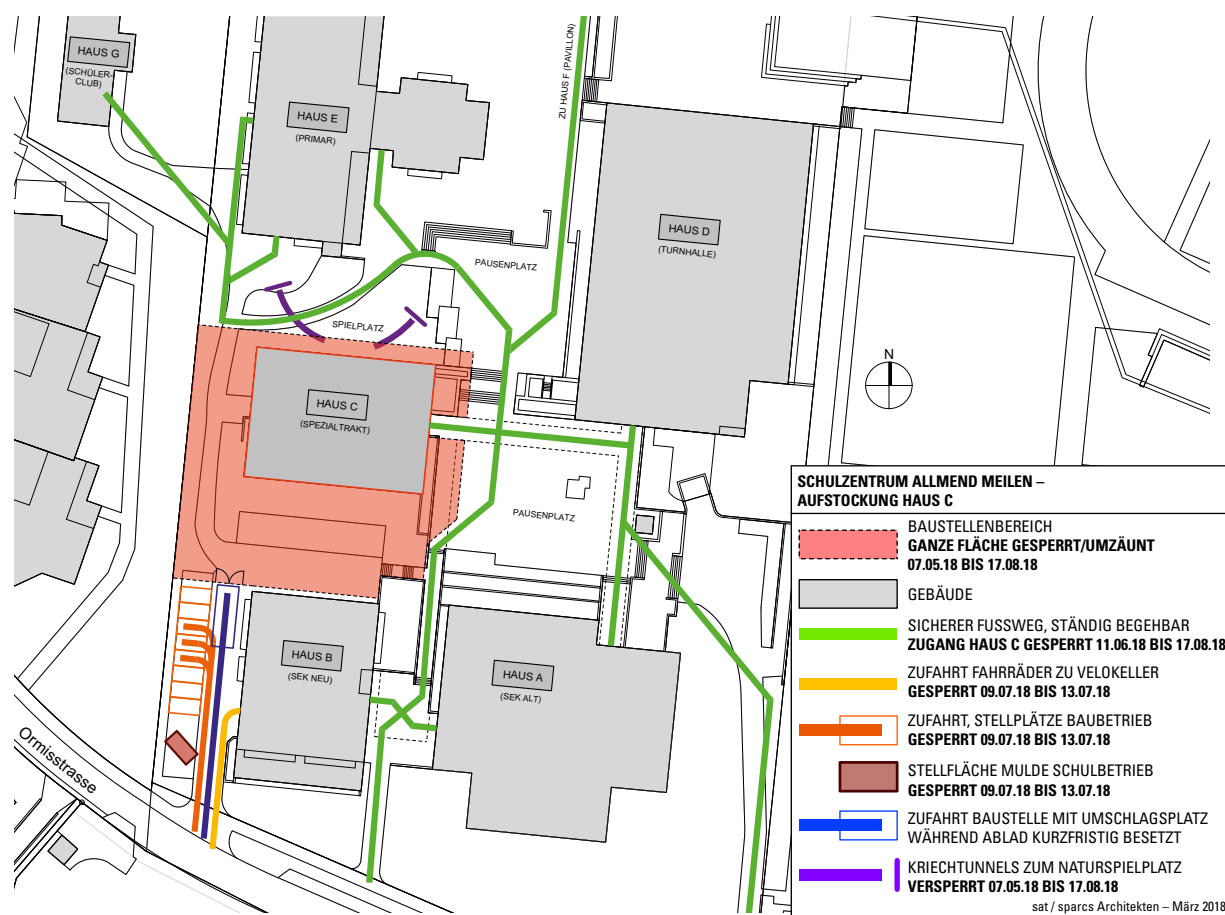 HAUS G
(SCHÜLER-
CLUB)
HAUS E
(PRIMAR)
ZU HAUS F (PAVILLON)
HAUS D
(TURNHALLE)
PAUSENPLATZ
SPIELPLATZ
N
HAUS C
(SPEZIALTRAKT)
PAUSENPLATZ
HAUS B
(SEK NEU)
HAUS A
(SEK ALT)
Ormisstrasse
SCHULZENTRUM ALLMEND MEILEN –
AUFSTOCKUNG HAUS C
BAUSTELLENBEREICH
GANZE FLÄCHE GESPERRT/UMZÄUNT
07.05.18 BIS 17.08.18
GEBÄUDE
SICHERER FUSSWEG, STÄNDIG BEGEHBAR
ZUGANG HAUS C GESPERRT 11.06.18 BIS 17.08.18
ZUFAHRT FAHRRÄDER ZU VELOKELLER
GESPERRT 09.07.18 BIS 13.07.18
ZUFAHRT, STELLPLÄTZE BAUBETRIEB
GESPERRT 09.07.18 BIS 13.07.18
STELLFLÄCHE MULDE SCHULBETRIEB
GESPERRT 09.07.18 BIS 13.07.18
ZUFAHRT BAUSTELLE MIT UMSCHLAGSPLATZ
WÄHREND ABLAD KURZFRISTIG BESETZT
KRIECHTUNNELS ZUM NATURSPIELPLATZ
VERSPERRT 07.05.18 BIS 17.08.18
sat / sparcs Architekten – März 2018